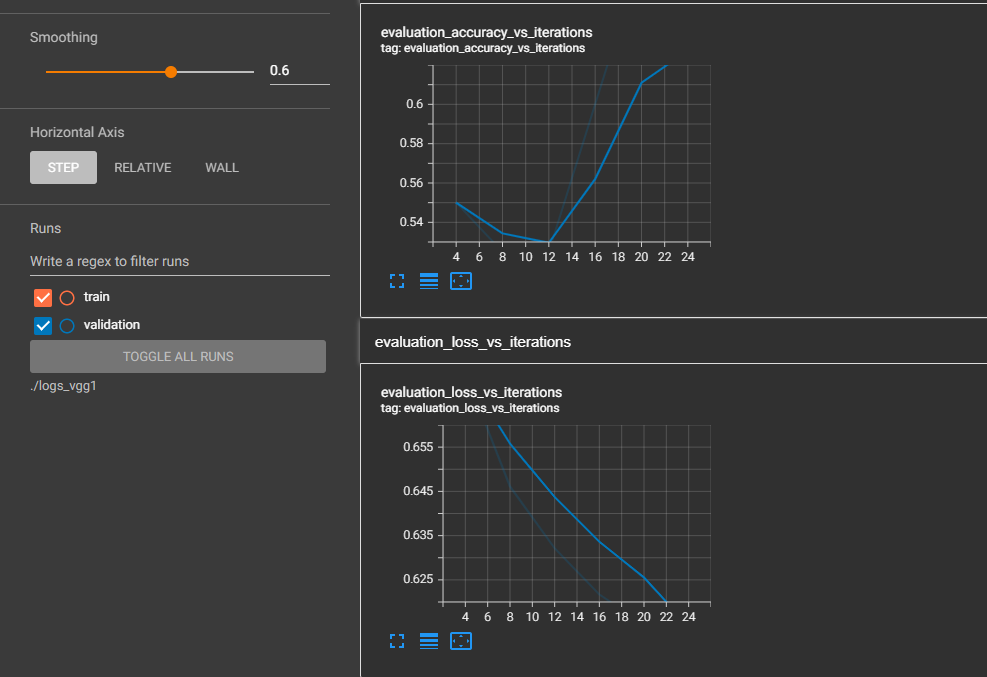 Smoothing
0.6
Horizontal Axis
STEP RELATIVE WALL
Runs
Write a regex to filter runs
train
validation
TOGGLE ALL RUNS
./logs_vgg1
evaluation_accuracy_vs_iterations
tag: evaluation_accuracy_vs_iterations
0.6
0.58
0.56
0.54
4 6 8 10 12 14 16 18 20 22 24
evaluation_loss_vs_iterations
evaluation_loss_vs_iterations
tag: evaluation_loss_vs_iterations
0.655
0.645
0.635
0.625
4 6 8 10 12 14 16 18 20 22 24